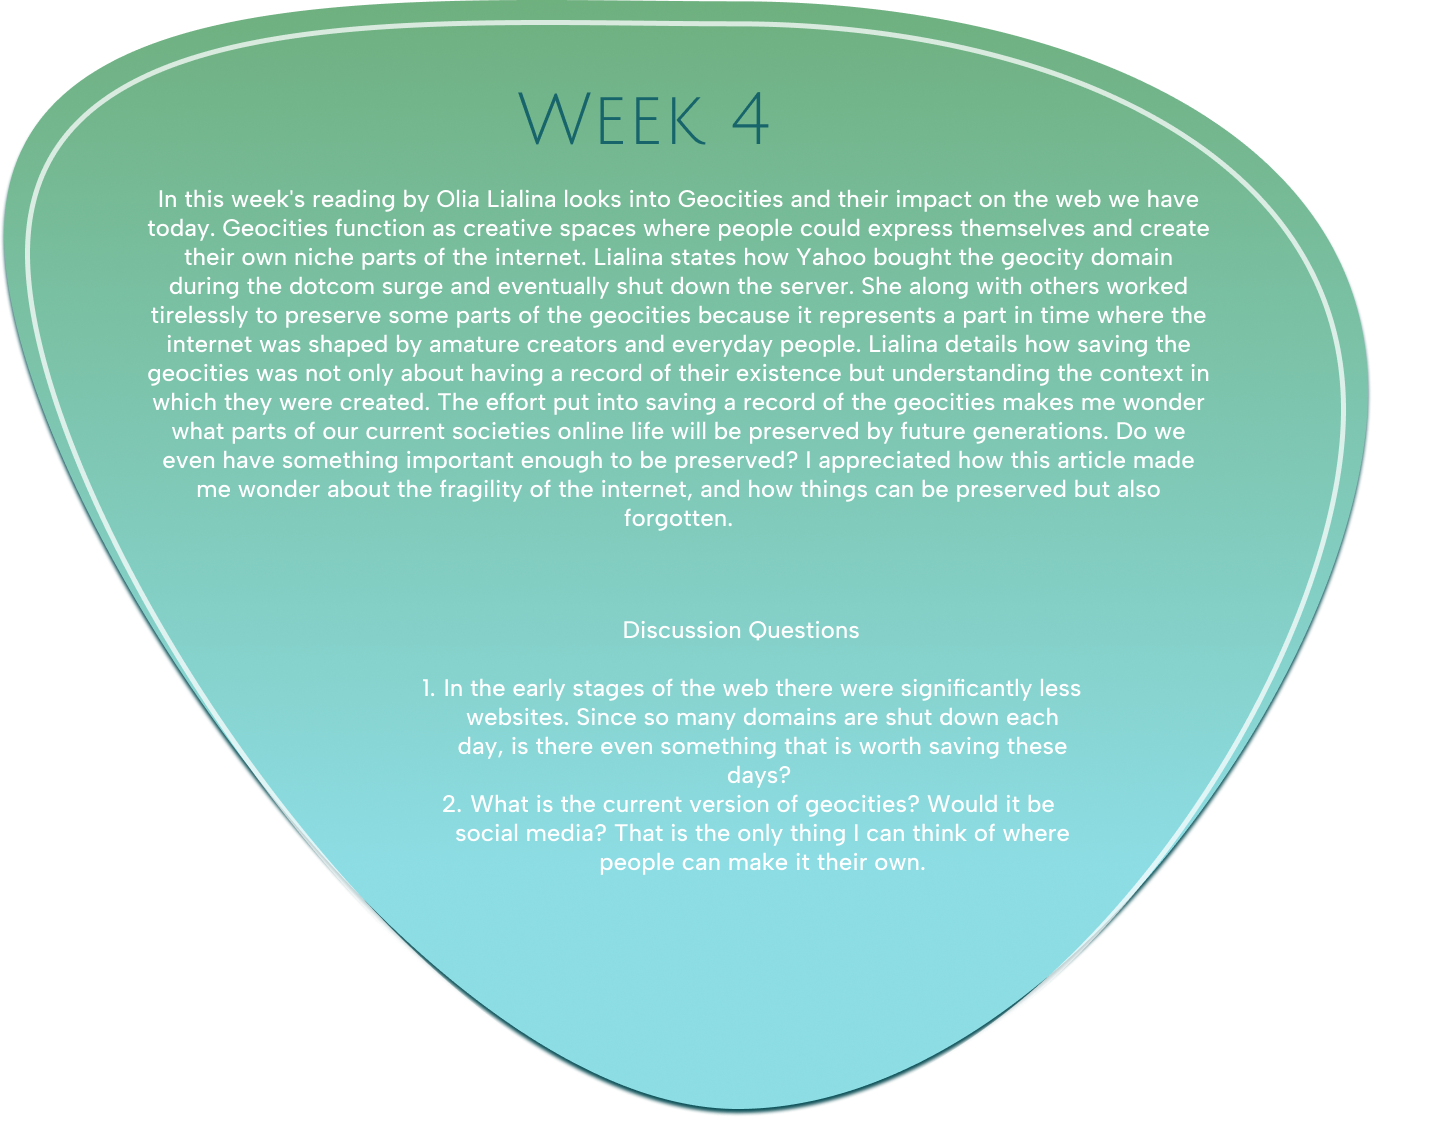 WEEK 4
In this week's reading by Olia Lialina looks into Geocities and their impact on the web we have
today. Geocities function as creative spaces where people could express themselves and create
their own niche parts of the internet. Lialina states how Yahoo bought the geocity domain
during the dotcom surge and eventually shut down the server. She along with others worked
tirelessly to preserve some parts of the geocities because it represents a part in time where the
internet was shaped by amature creators and everyday people. Lialina details how saving the
geocities was not only about having a record of their existence but understanding the context in
which they were created. The effort put into saving a record of the geocities makes me wonder
what parts of our current societies online life will be preserved by future generations. Do we
even have something important enough to be preserved? I appreciated how this article made
me wonder about the fragility of the internet, and how things can be preserved but also
forgotten.
Discussion Questions
1. In the early stages of the web there were significantly less
websites. Since so many domains are shut down each
day, is there even something that is worth saving these
days?
2. What is the current version of geocities? Would it be
social media? That is the only thing I can think of where
people can make it their own.